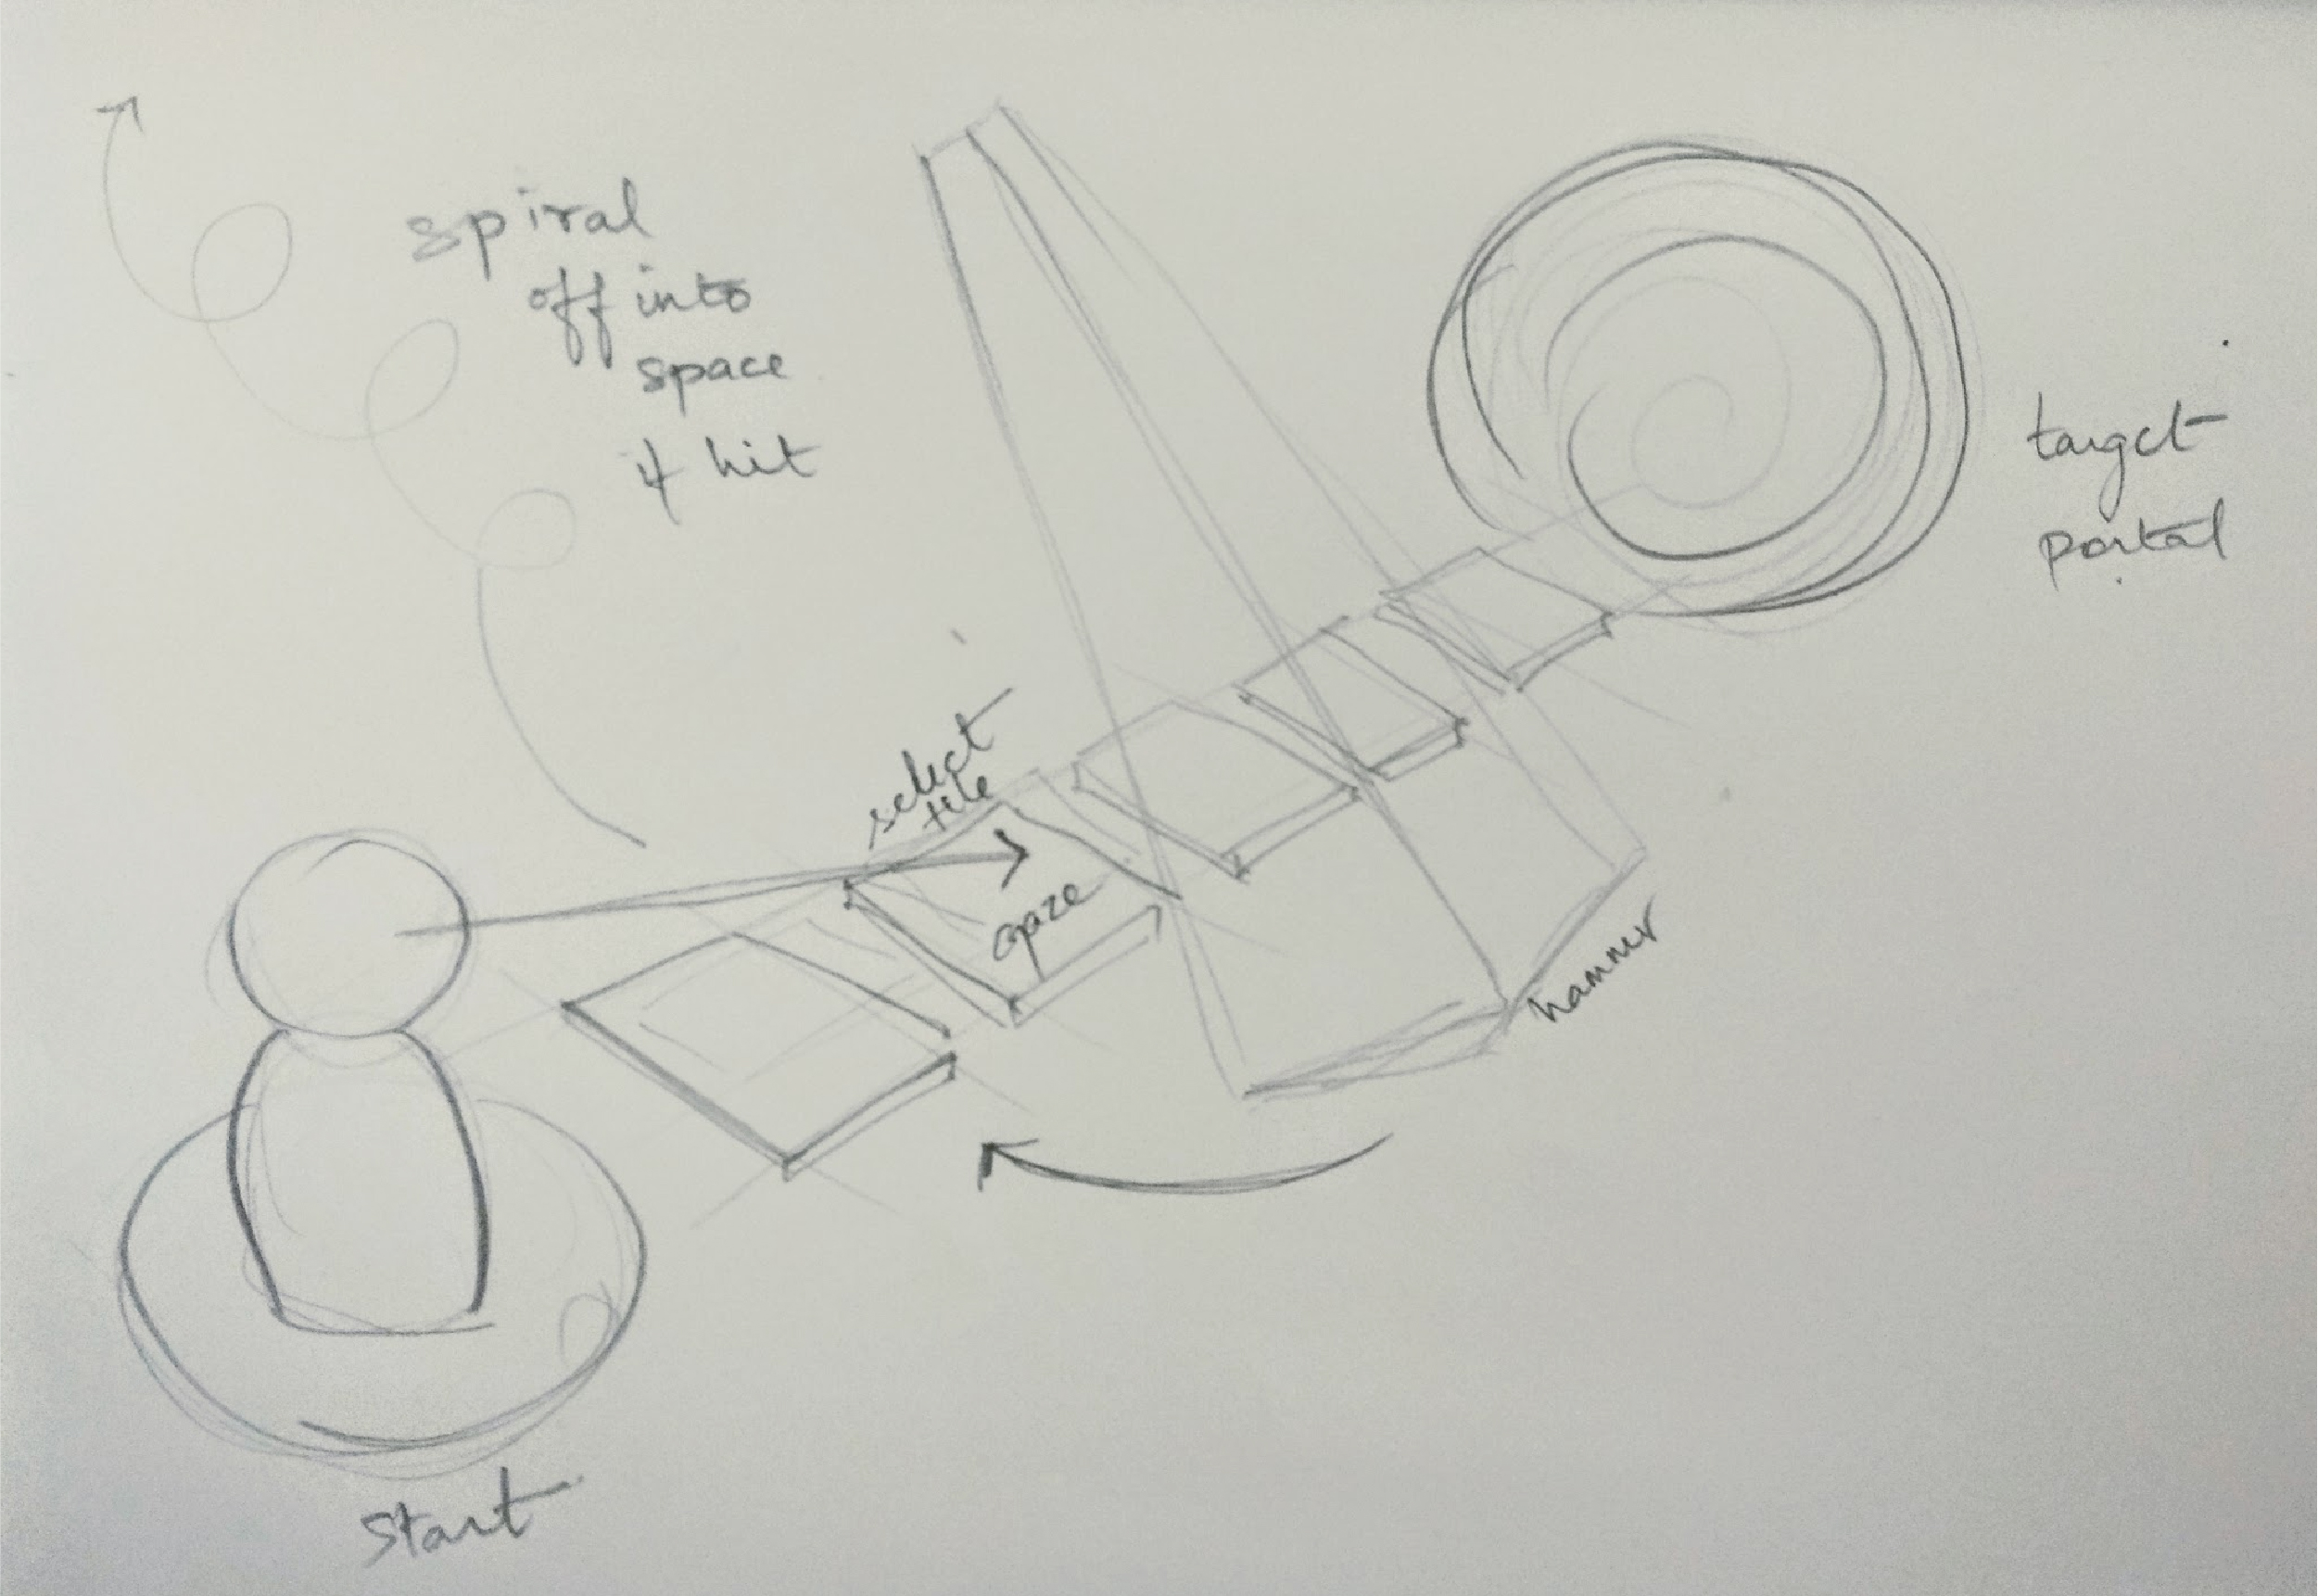 spiral
off into
space
if hit
target
portal
select
tile
gaze
hammer
start